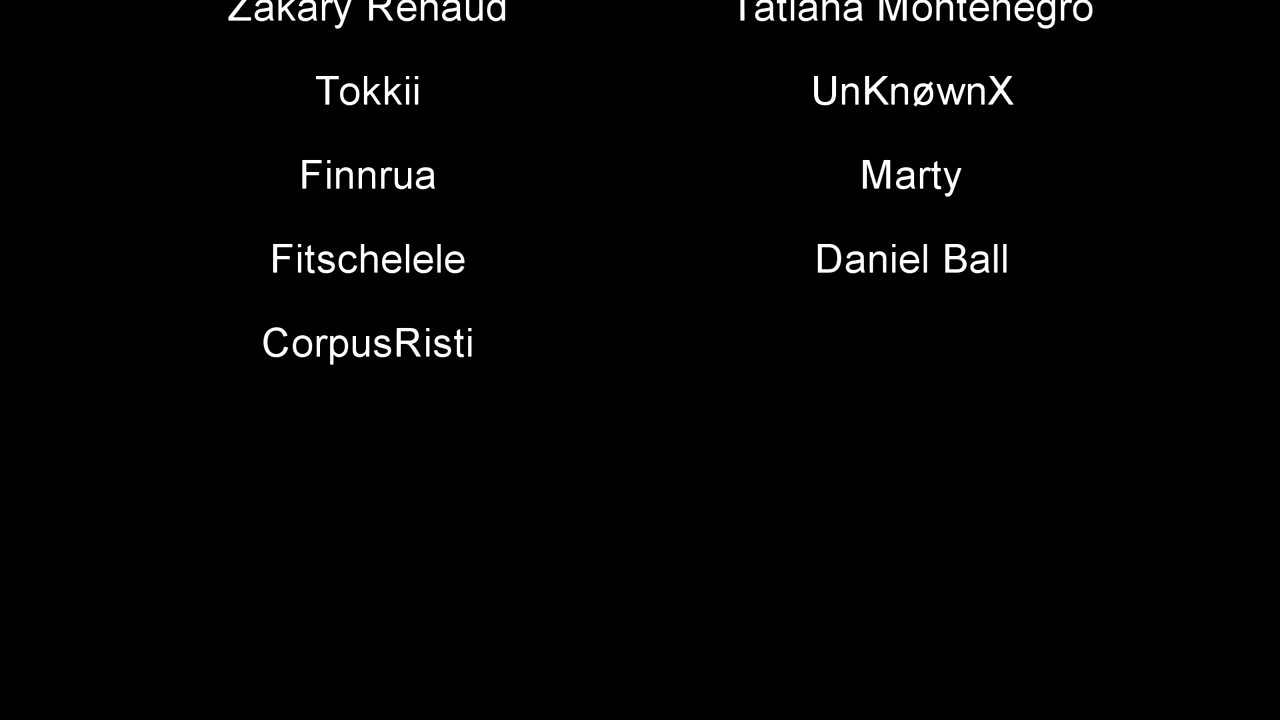 Zakary Renaud Tatiana Montenegro
Tokkii UnKnøwnX
Finnrua Marty
Fitschelele Daniel Ball
CorpusRisti